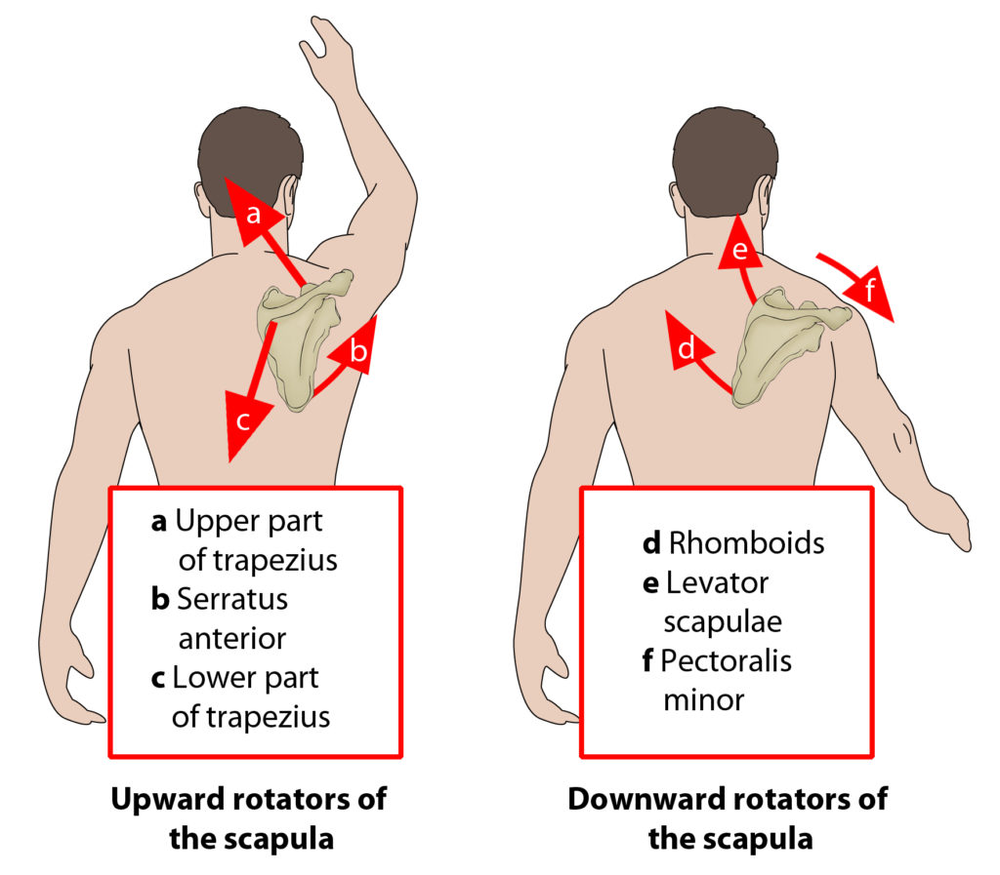 a
b
c
e
f
d
a Upper part
of trapezius
b Serratus
anterior
c Lower part
of trapezius
Upward rotators of
the scapula
d Rhomboids
e Levator
scapulae
f Pectoralis
minor
Downward rotators of
the scapula